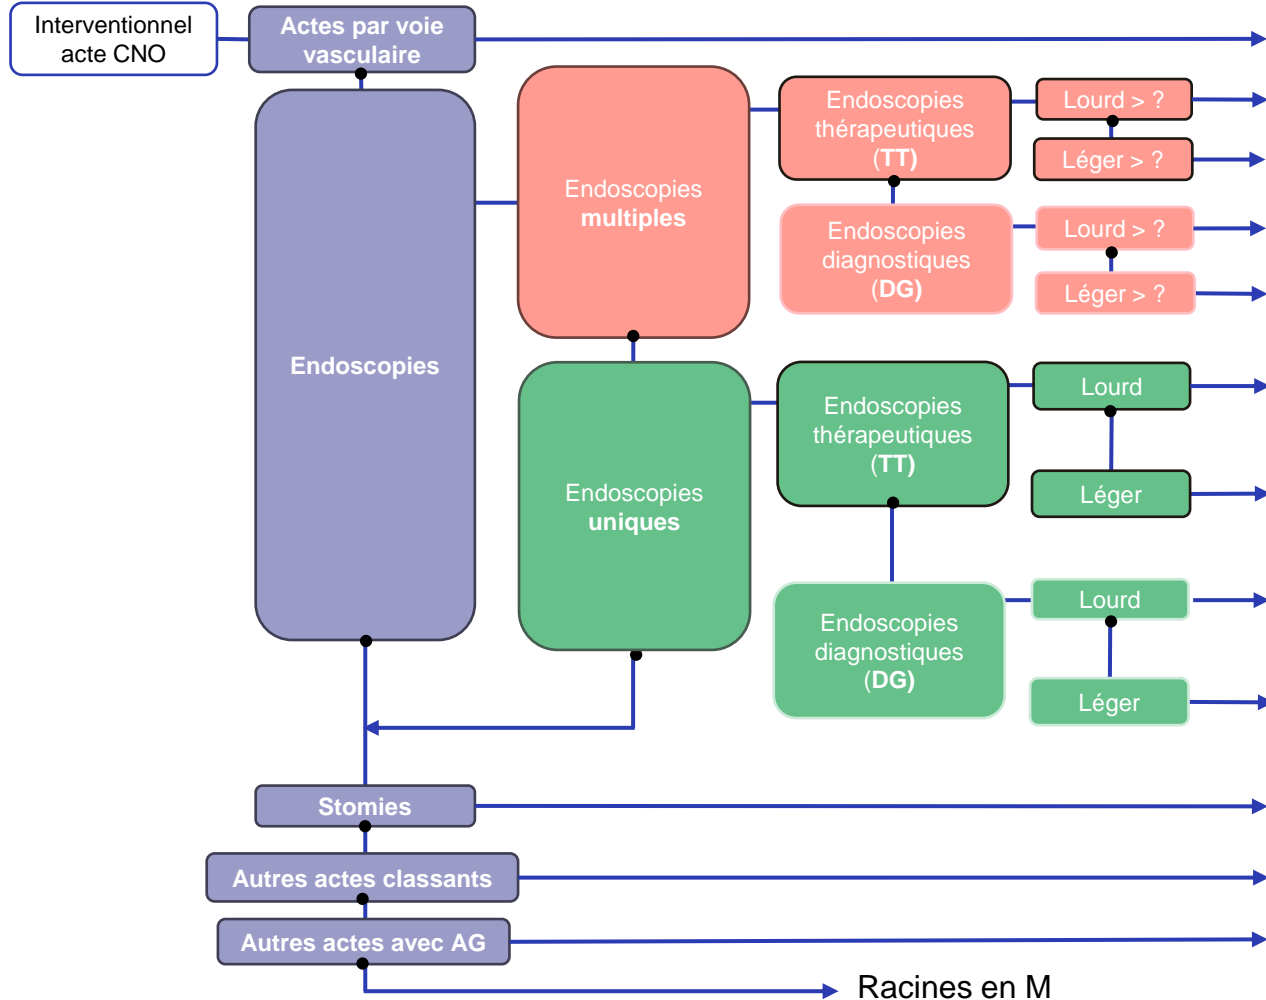 Interventionnel
acte CNO
Actes par voie
vasculaire
Endoscopies
Endoscopies
multiples
Endoscopies
thérapeutiques
(TT)
Lourd > ?
Léger > ?
Endoscopies
diagnostiques
(DG)
Lourd > ?
Léger > ?
Endoscopies
uniques
Endoscopies
thérapeutiques
(TT)
Lourd
Léger
Endoscopies
diagnostiques
(DG)
Lourd
Léger
Stomies
Autres actes classants
Autres actes avec AG
Racines en M